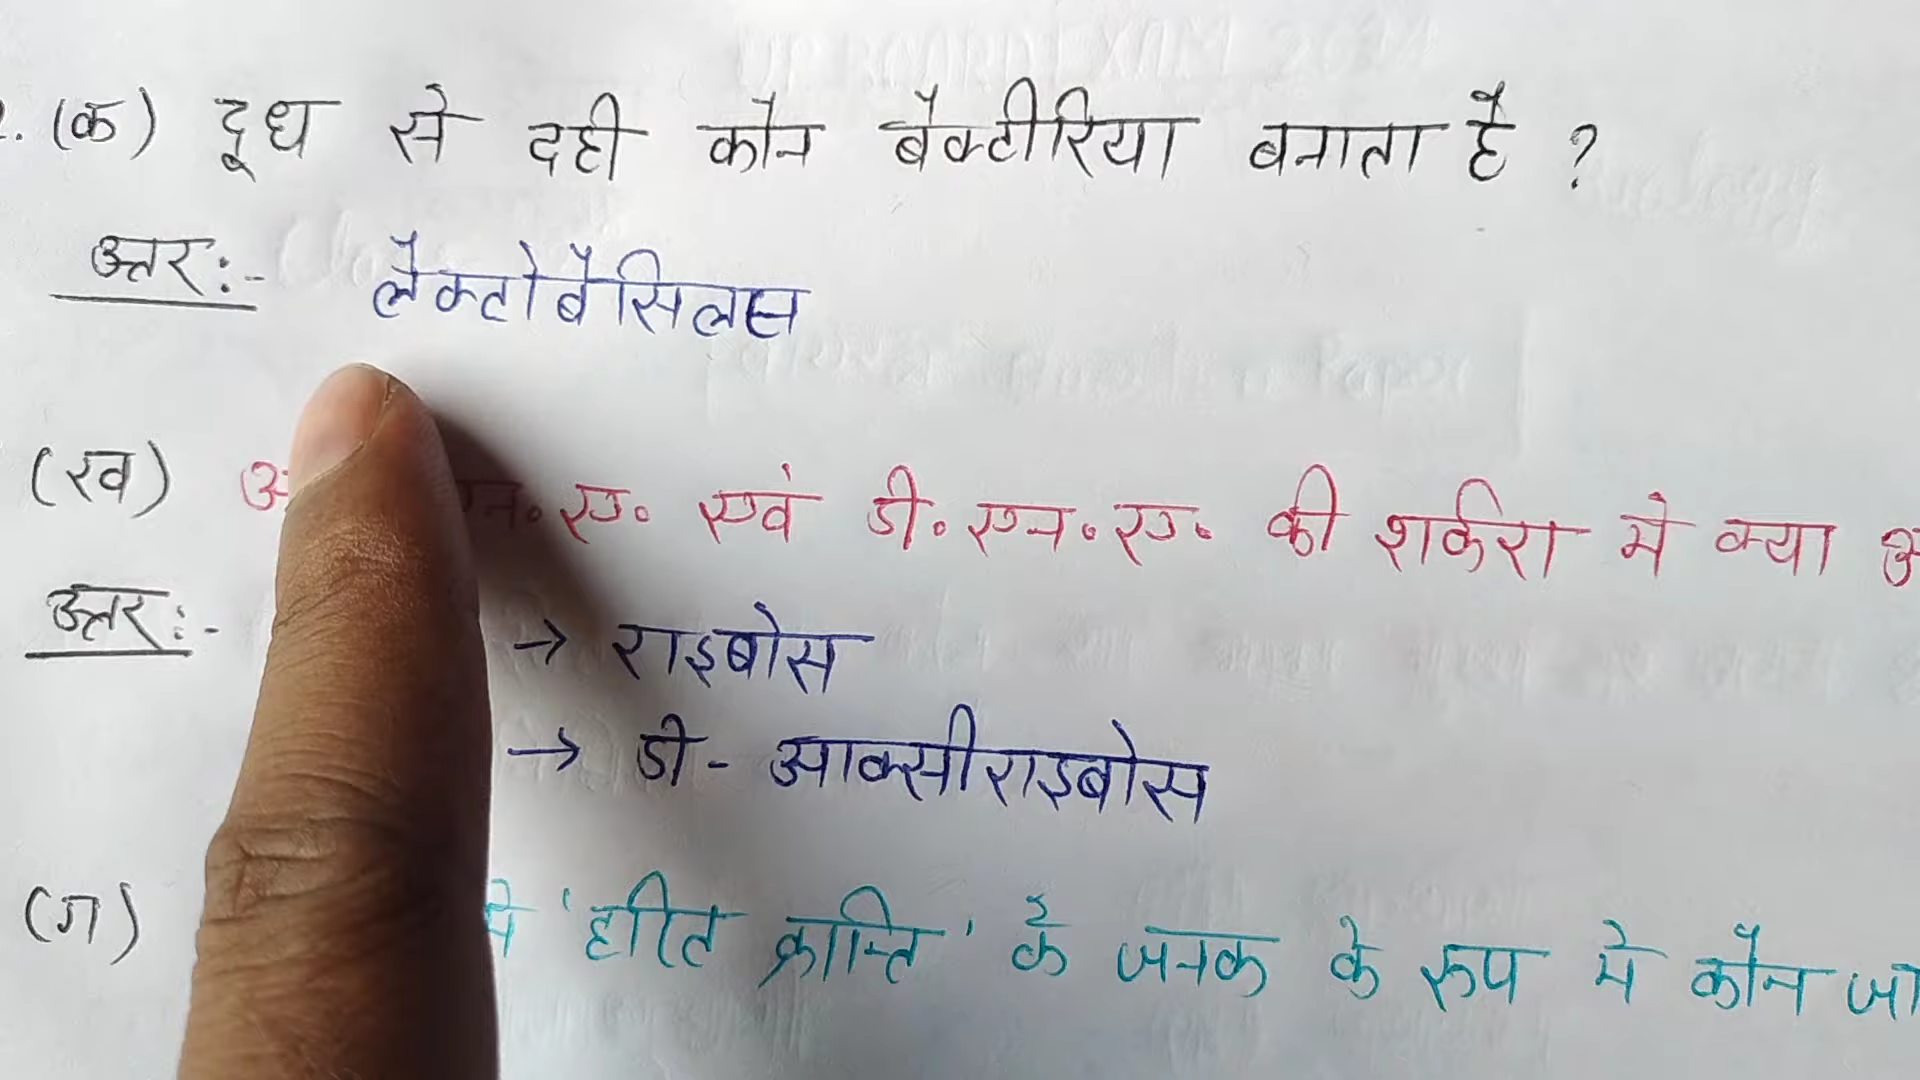 (क) दूध से दही कौन बैक्टीरिया बनाता है ?
उत्तर:- लैक्टोबैसिलस
(ख) ए. एवं डी. एन. ए. की शर्करा में क्या
उत्तर:- → राइबोस
→ डी - आक्सीराइबोस
(ग) 'हरित क्रान्ति' के जनक के रूप में कौन